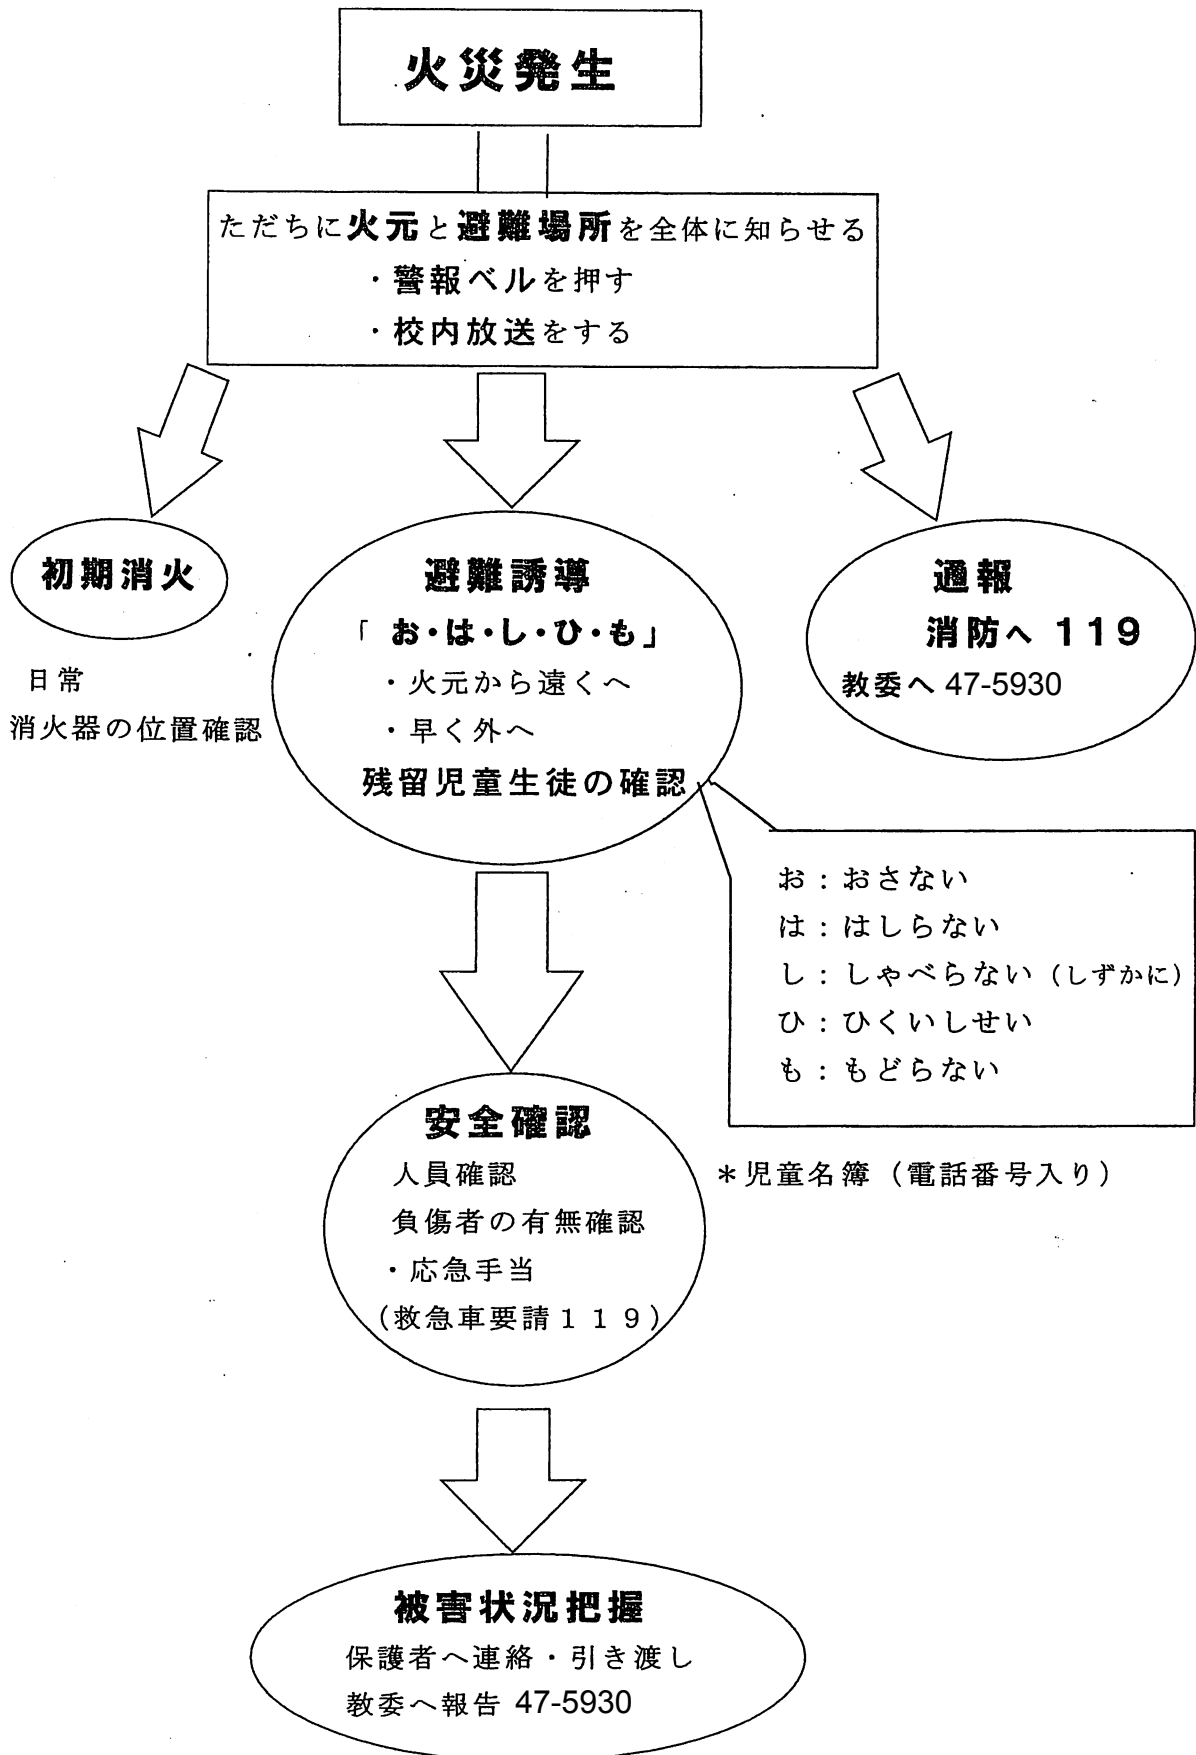 火災発生
ただちに火元と避難場所を全体に知らせる
・警報ベルを押す
・校内放送をする
初期消火
日常
消火器の位置確認
避難誘導
「お・は・し・ひ・も」
・火元から遠くへ
・早く外へ
残留児童生徒の確認
通報
消防へ 119
教委へ 47-5930
お：おさない
は：はしらない
し：しゃべらない（しずかに）
ひ：ひくいしせい
も：もどらない
安全確認
人員確認
負傷者の有無確認
・応急手当
（救急車要請１１９）
＊児童名簿（電話番号入り）
被害状況把握
保護者へ連絡・引き渡し
教委へ報告 47-5930